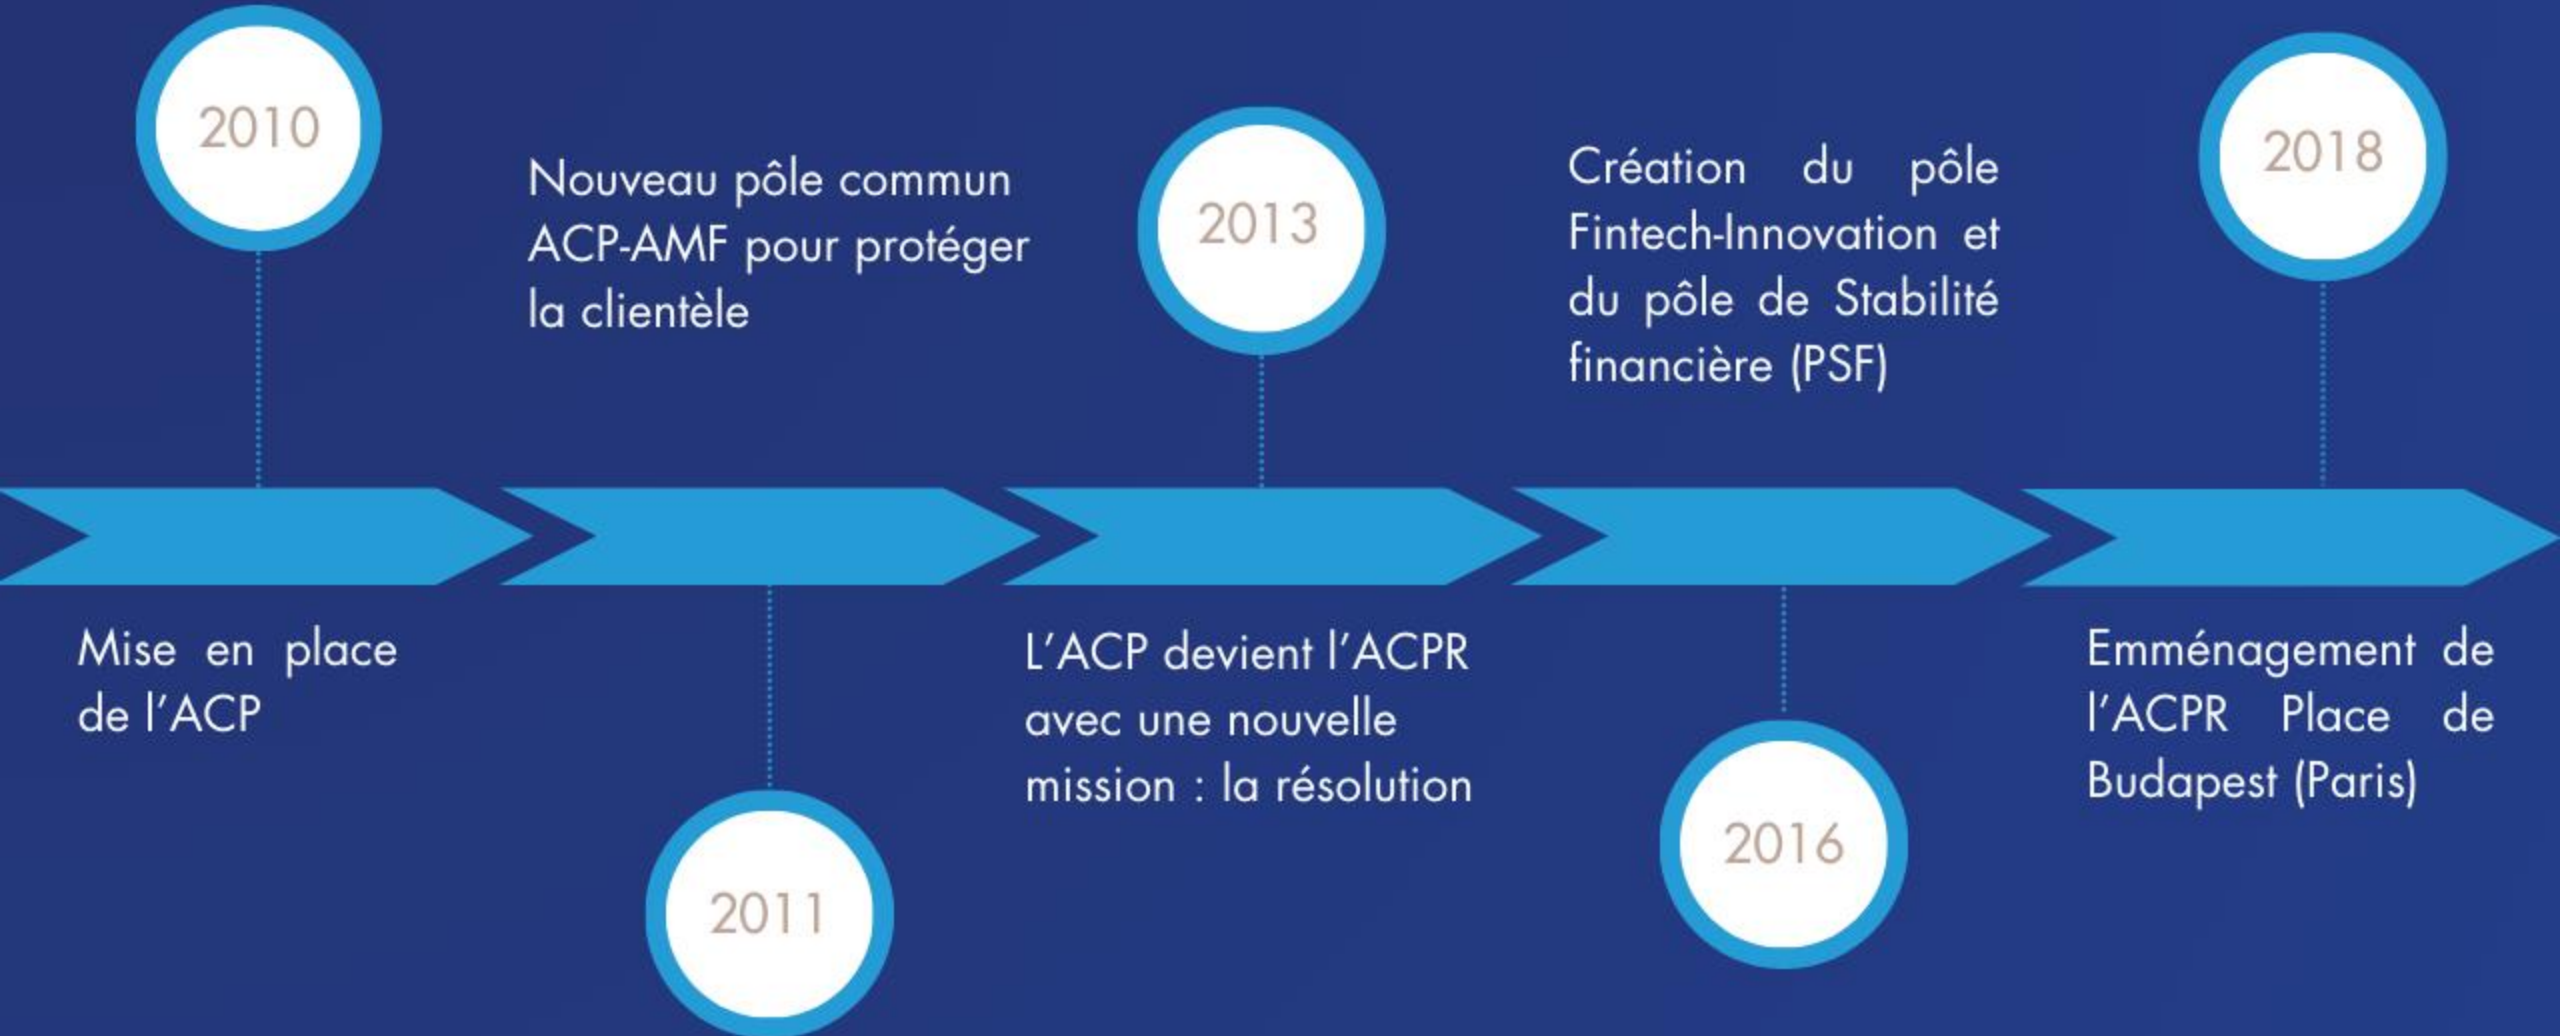 2010
Mise en place
de l'ACP
Nouveau pôle commun
ACP-AMF pour protéger
la clientèle
2011
2013
L'ACP devient l'ACPR
avec une nouvelle
mission : la résolution
Création du pôle
Fintech-Innovation et
du pôle de Stabilité
financière (PSF)
2016
2018
Emménagement de
l'ACPR Place de
Budapest (Paris)